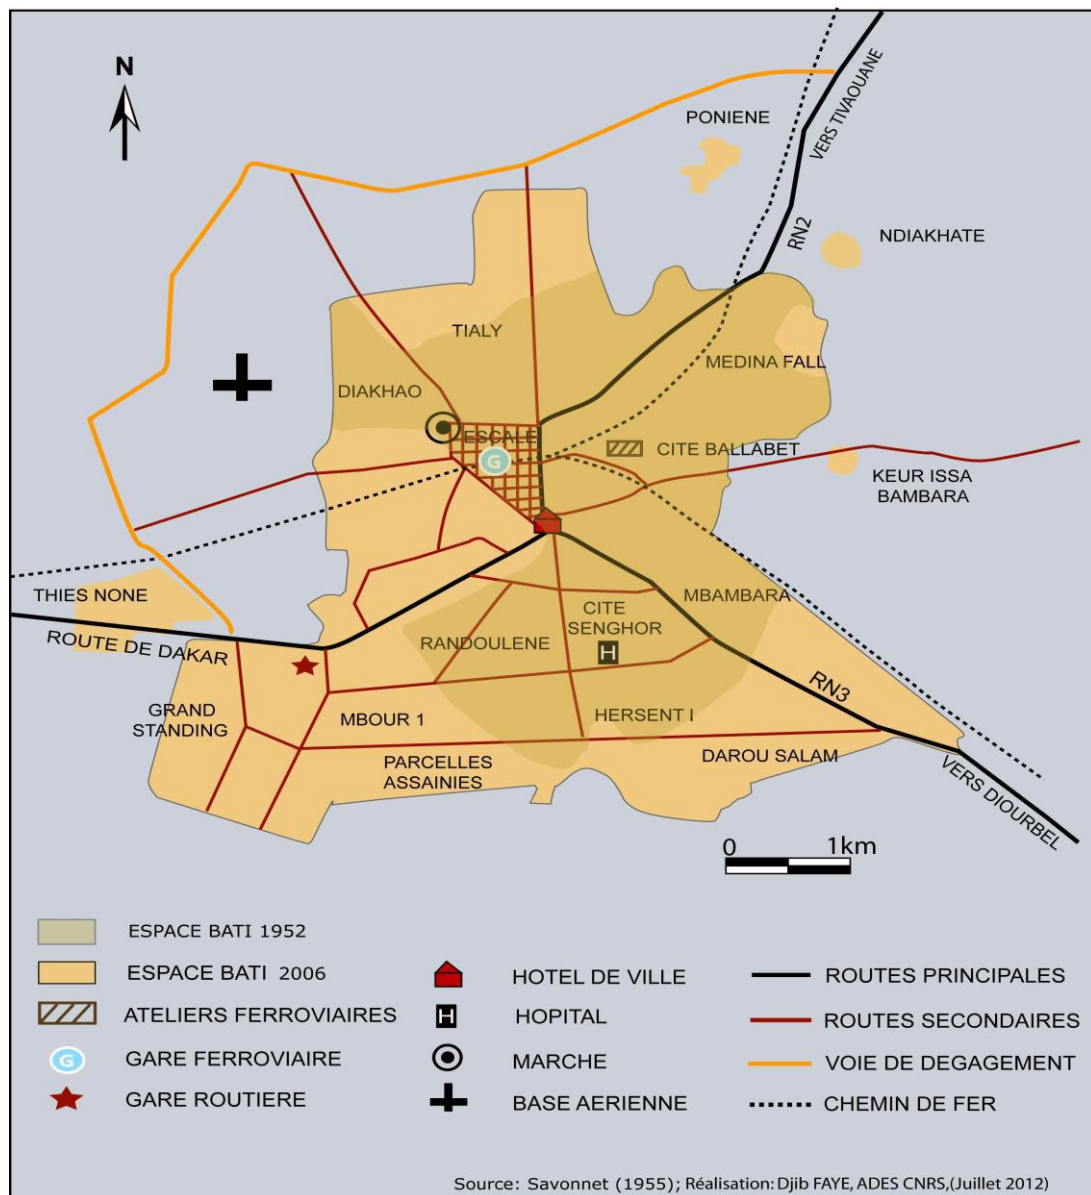 N
PONIENE
VERS TIVAOUANE
RN2
NDIAKHATE
TIALY
MEDINA FALL
DIAKHAO
ESCALE
G
CITE BALLABET
KEUR ISSA
BAMBARA
THIES NONE
ROUTE DE DAKAR
MBAMBARA
CITE
SENGHOR
RANDOULENE
H
RN3
GRAND
STANDING
MBOUR 1
HERSENT I
PARCELLES
ASSAINIES
DAROU SALAM
VERS DIOURBEL
0 1km
ESPACE BATI 1952
ESPACE BATI 2006
ATELIERS FERROVIAIRES
G GARE FERROVIAIRE
GARE ROUTIERE
HOTEL DE VILLE
H HOPITAL
MARCHE
BASE AERIENNE
ROUTES PRINCIPALES
ROUTES SECONDAIRES
VOIE DE DEGAGEMENT
CHEMIN DE FER
Source: Savonnet (1955); Réalisation: Djib FAYE, ADES CNRS,(Juillet 2012)